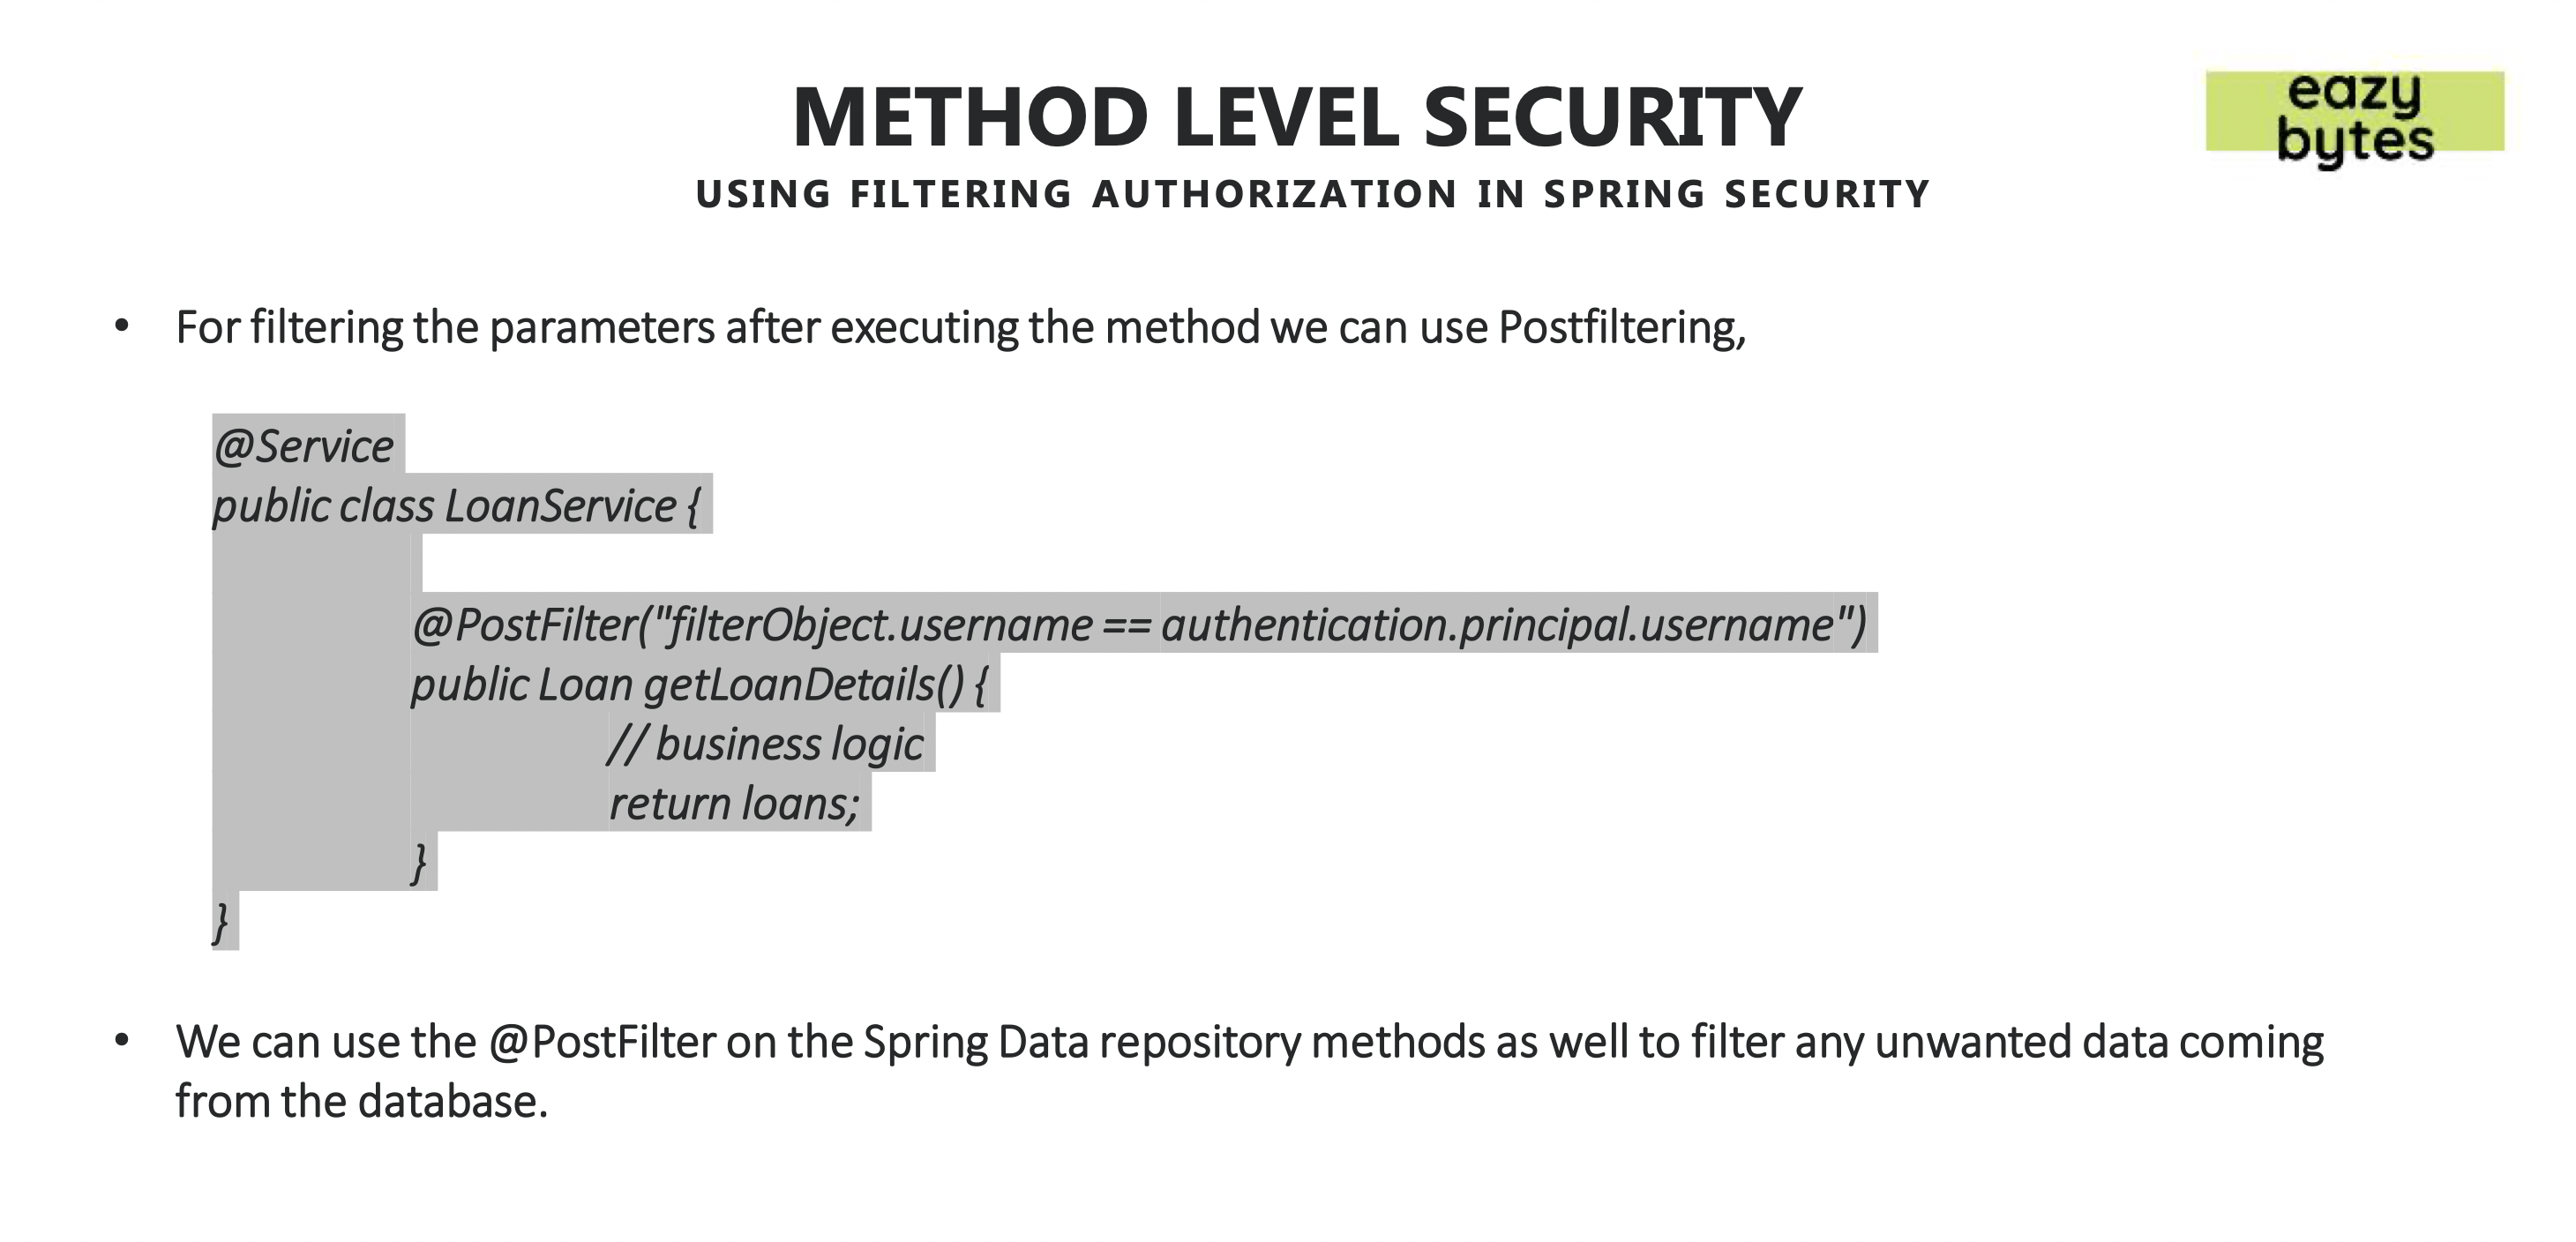 METHOD LEVEL SECURITY
eazy
bytes
USING FILTERING AUTHORIZATION IN SPRING SECURITY
• For filtering the parameters after executing the method we can use Postfiltering,
@Service
public class LoanService {
@PostFilter("filterObject.username == authentication.principal.username")
public Loan getLoanDetails() {
// business logic
return loans;
}
}
• We can use the @PostFilter on the Spring Data repository methods as well to filter any unwanted data coming
from the database.